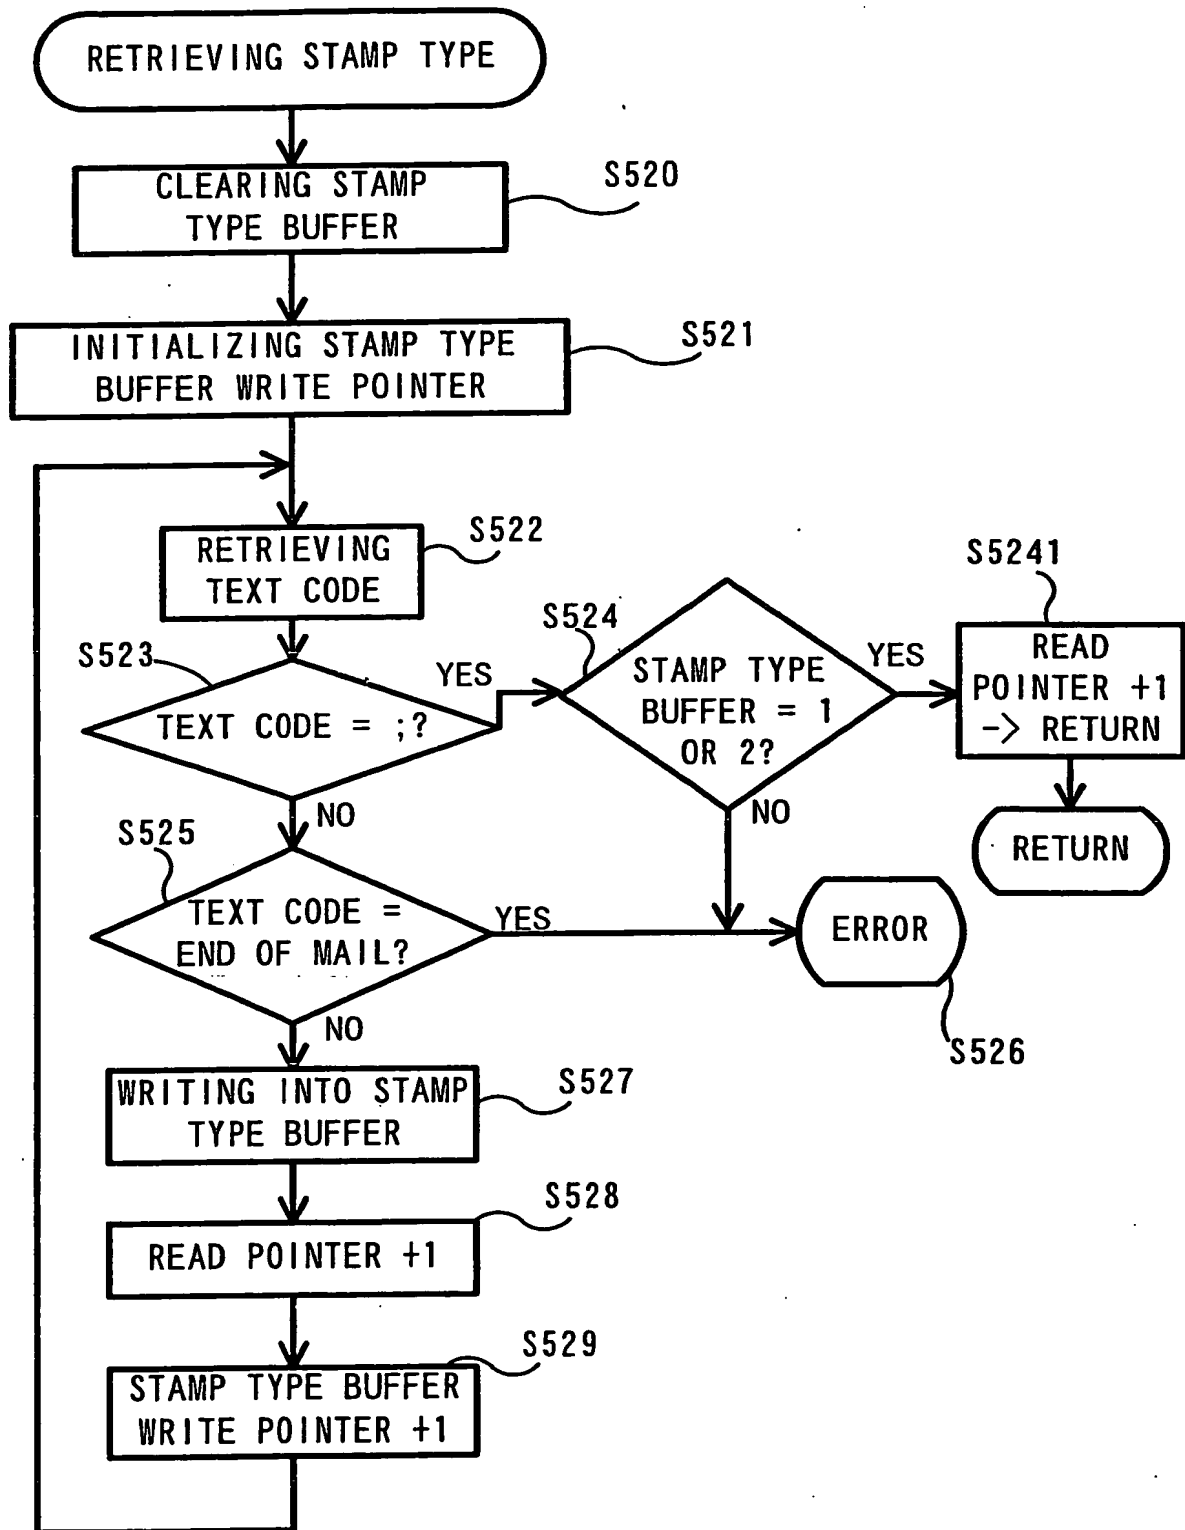 RETRIEVING STAMP TYPE
CLEARING STAMP
TYPE BUFFER
S520
INITIALIZING STAMP TYPE
BUFFER WRITE POINTER
S521
RETRIEVING
TEXT CODE
S522
S523
TEXT CODE = ;?
YES
NO
S524
STAMP TYPE
BUFFER = 1
OR 2?
YES
NO
S5241
READ
POINTER +1
-> RETURN
RETURN
S525
TEXT CODE =
END OF MAIL?
YES
NO
ERROR
S526
WRITING INTO STAMP
TYPE BUFFER
S527
READ POINTER +1
S528
STAMP TYPE BUFFER
WRITE POINTER +1
S529